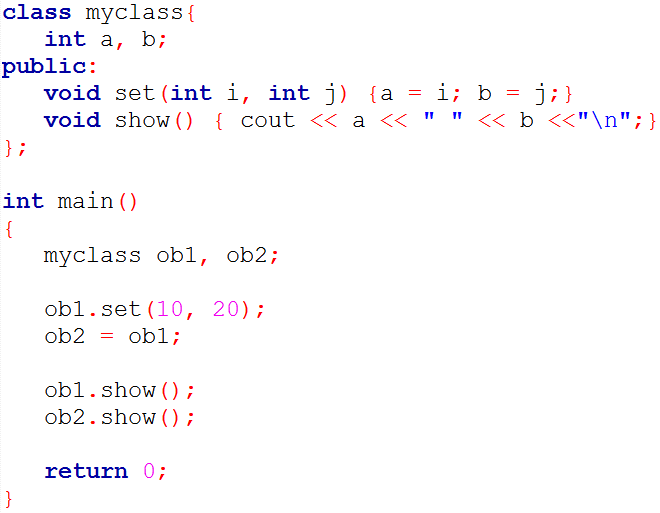 class myclass{
   int a, b;
public:
   void set(int i, int j) {a = i; b = j;}
   void show() { cout << a << " " << b <<"\n";}
};

int main()
{
   myclass ob1, ob2;

   ob1.set(10, 20);
   ob2 = ob1;

   ob1.show();
   ob2.show();

   return 0;
}